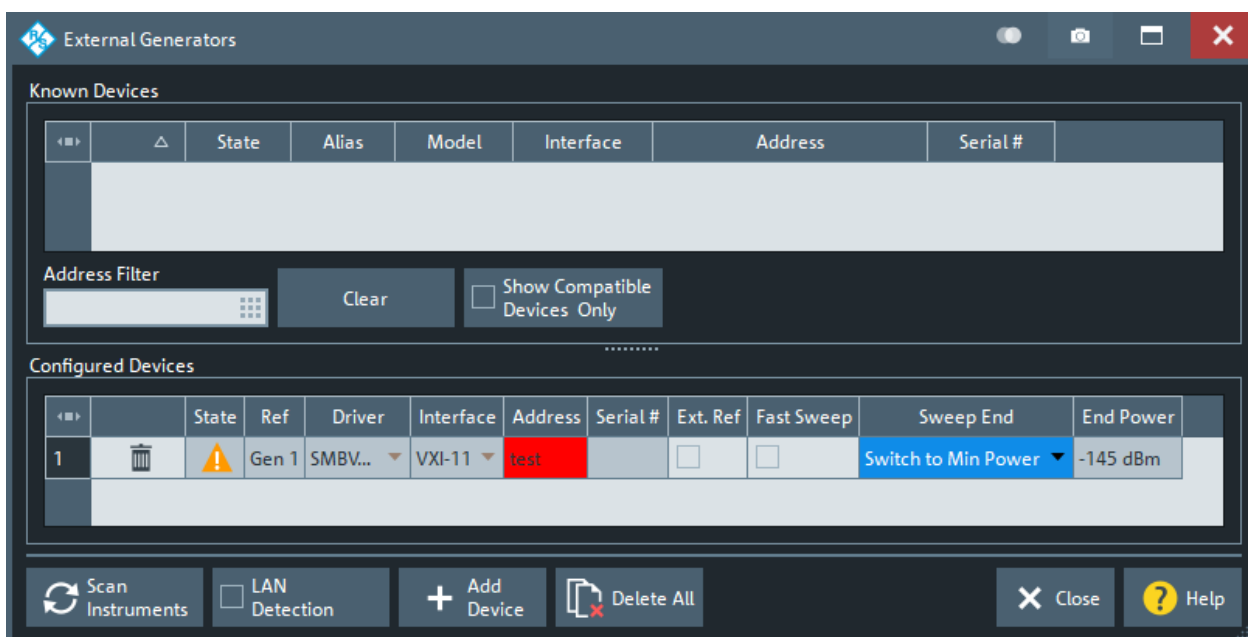 External Generators
Known Devices
State Alias Model Interface Address Serial #
Address Filter
Clear
Show Compatible
Devices Only
Configured Devices
State Ref Driver Interface Address Serial # Ext. Ref Fast Sweep Sweep End End Power
1 Gen 1 SMBV... VXI-11 test Switch to Min Power -145 dBm
Scan
Instruments
LAN
Detection
Add
Device
Delete All
Close
? Help